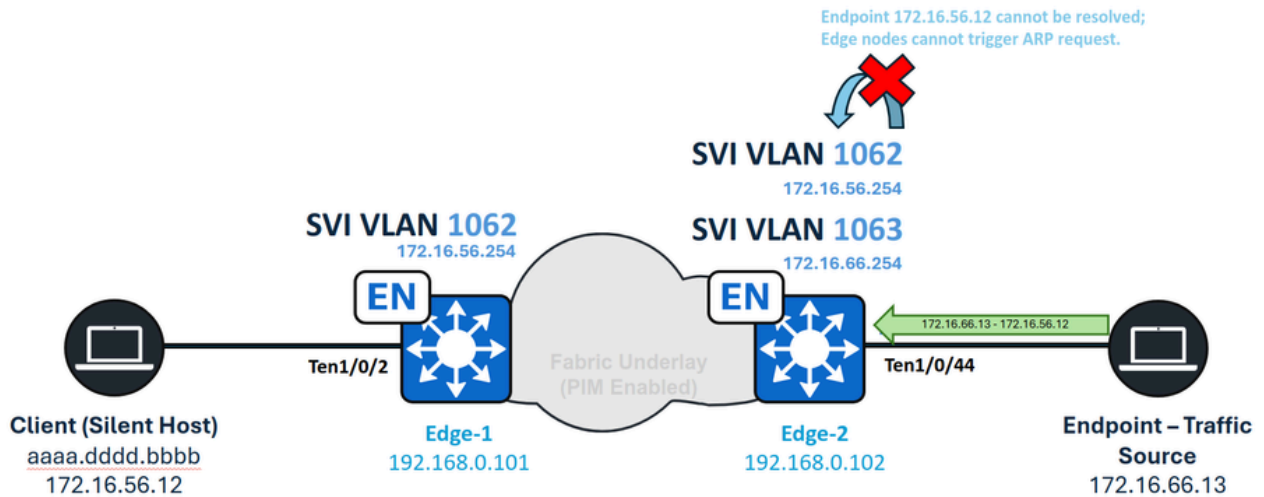 Endpoint 172.16.56.12 cannot be resolved;
Edge nodes cannot trigger ARP request.
SVI VLAN 1062
172.16.56.254
SVI VLAN 1062
172.16.56.254
SVI VLAN 1063
172.16.66.254
EN
EN
172.16.66.13 - 172.16.56.12
Fabric Underlay
(PIM Enabled)
Ten1/0/2
Ten1/0/44
Client (Silent Host)
aaaa.dddd.bbbb
172.16.56.12
Edge-1
192.168.0.101
Edge-2
192.168.0.102
Endpoint – Traffic
Source
172.16.66.13